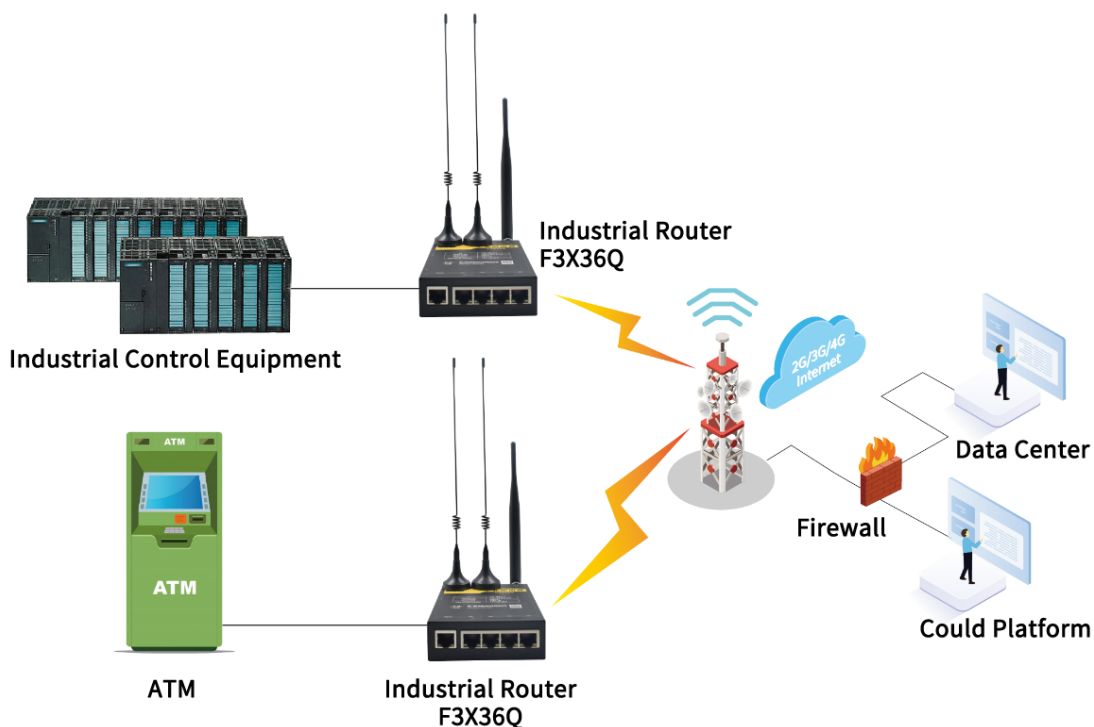 Industrial Router
F3X36Q
Industrial Control Equipment
2G/3G/4G
Internet
Data Center
Firewall
Could Platform
ATM
ATM
ATM
Industrial Router
F3X36Q